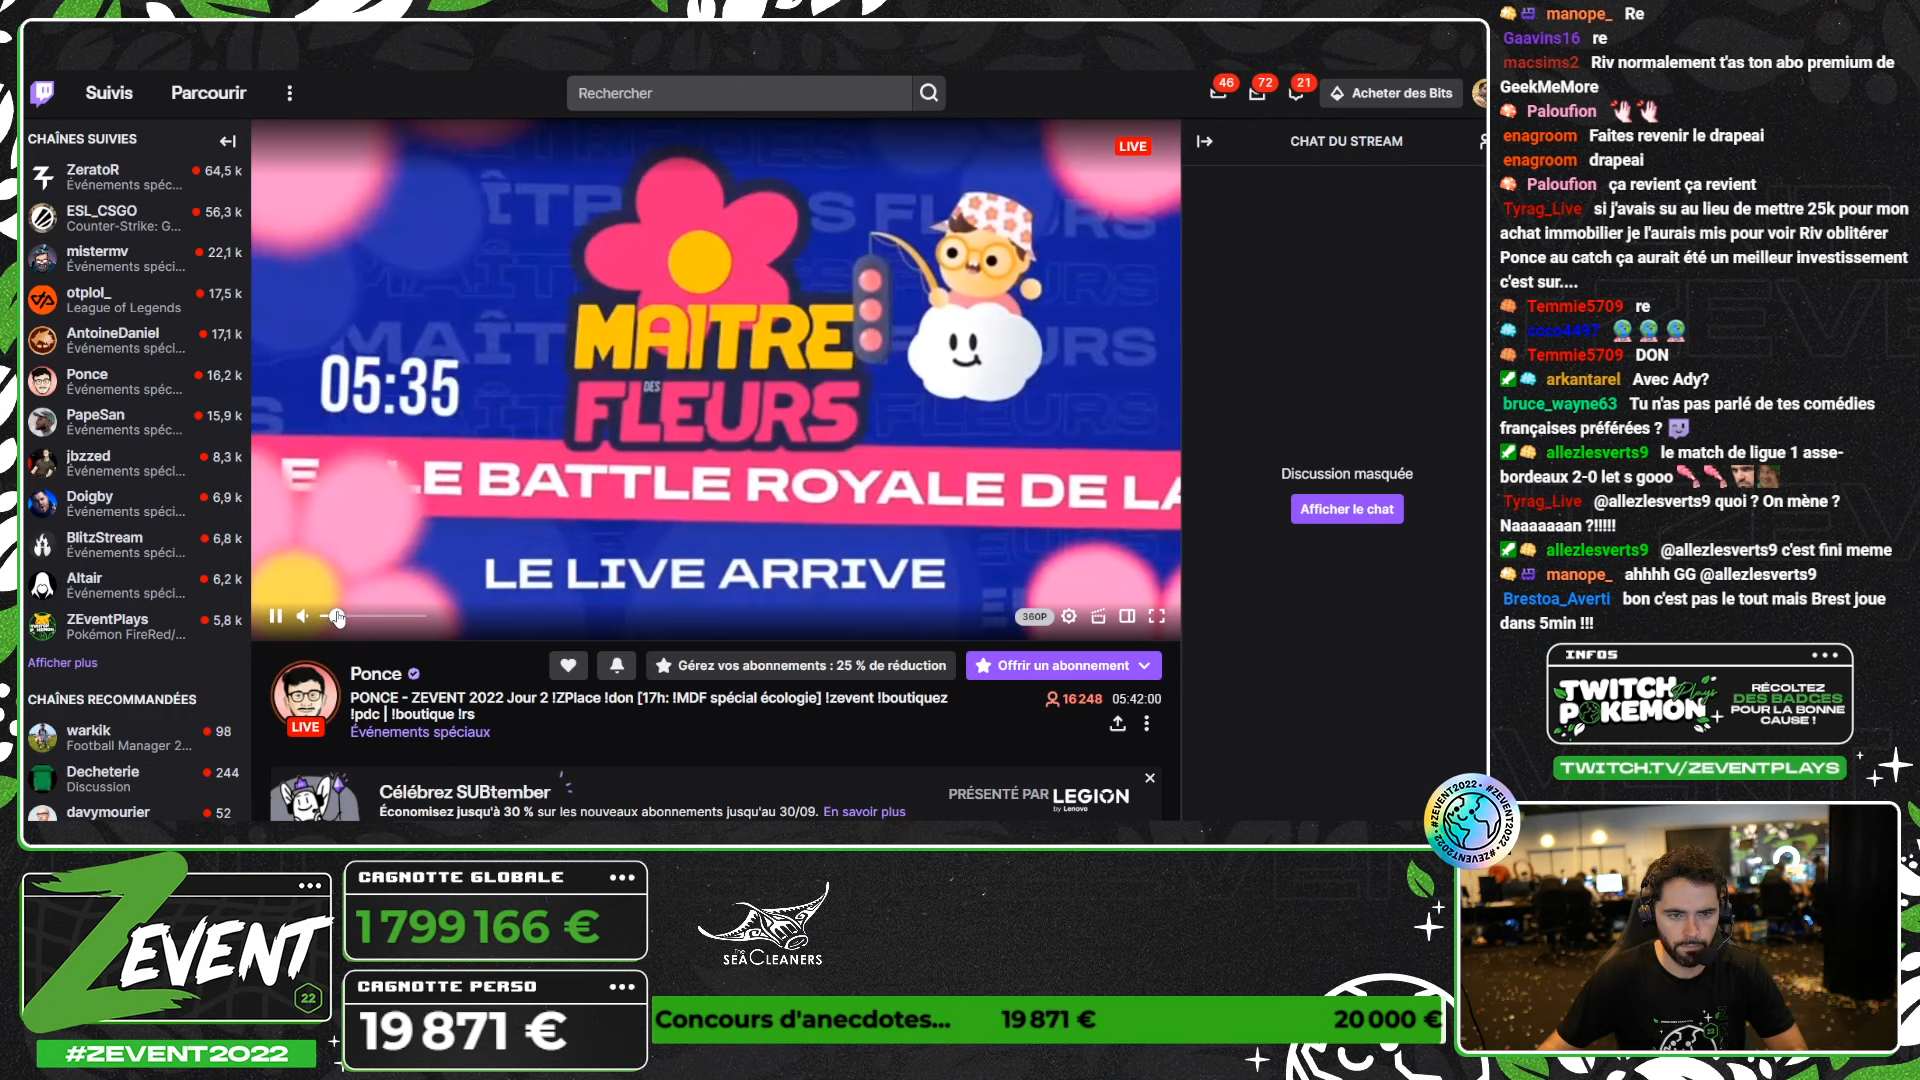 Suivis
Parcourir
Rechercher
46
72
21
Acheter des Bits
CHAÎNES SUIVIES
ZeratoR
64,5 k
Événements spéc...
ESL_CSGO
56,3 k
Counter-Strike: G...
mistermv
22,1 k
Événements spéci...
otplol_
17,5 k
League of Legends
AntoineDaniel
17,1 k
Événements spéci...
Ponce
16,2 k
Événements spéc...
PapeSan
15,9 k
Événements spéc...
jbzzed
8,3 k
Événements spéci...
Doigby
6,9 k
Événements spéci...
BlitzStream
6,8 k
Événements spéci...
Altair
6,2 k
Événements spéci...
ZEventPlays
5,8 k
Pokémon FireRed/...
Afficher plus
CHAÎNES RECOMMANDÉES
warkik
98
Football Manager 2...
Decheterie
244
Discussion
davymourier
52
LIVE
05:35
MAITRE
DES
FLEURS
LE BATTLE ROYALE DE LA
LE LIVE ARRIVE
360P
CHAT DU STREAM
Discussion masquée
Afficher le chat
Ponce
Gérez vos abonnements : 25 % de réduction
Offrir un abonnement
PONCE - ZEVENT 2022 Jour 2 !ZPlace !don [17h: !MDF spécial écologie] !zevent !boutiquez
!pdc | !boutique !rs
16 248
05:42:00
LIVE
Événements spéciaux
Célébrez SUBtember
Économisez jusqu'à 30 % sur les nouveaux abonnements jusqu'au 30/09. En savoir plus
PRÉSENTÉ PAR LEGION
by Lenovo
manope_ Re
Gaavins16 re
macsims2 Riv normalement t'as ton abo premium de
GeekMeMore
Paloufion
enagroom Faites revenir le drapeai
enagroom drapeai
Paloufion ça revient ça revient
Tyrag_Live si j'avais su au lieu de mettre 25k pour mon
achat immobilier je l'aurais mis pour voir Riv oblitérer
Ponce au catch ça aurait été un meilleur investissement
c'est sur....
Temmie5709 re
coco4497
Temmie5709 DON
arkantarel Avec Ady?
bruce_wayne63 Tu n'as pas parlé de tes comédies
françaises préférées ?
allezlesverts9 le match de ligue 1 asse-
bordeaux 2-0 let s gooo
Tyrag_Live @allezlesverts9 quoi ? On mène ?
Naaaaaaan ?!!!!!
allezlesverts9 @allezlesverts9 c'est fini meme
manope_ ahhhh GG @allezlesverts9
Brestoa_Averti bon c'est pas le tout mais Brest joue
dans 5min !!!
INFOS
TWITCH Plays
POKEMON
RÉCOLTEZ
DES BADGES
POUR LA BONNE
CAUSE !
TWITCH.TV/ZEVENTPLAYS
#ZEVENT2022 • #ZEVENT2022 •
ZEVENT
22
#ZEVENT2022
CAGNOTTE GLOBALE
1 799 166 €
CAGNOTTE PERSO
19 871 €
The
SEACLEANERS
Concours d'anecdotes...
19 871 €
20 000 €